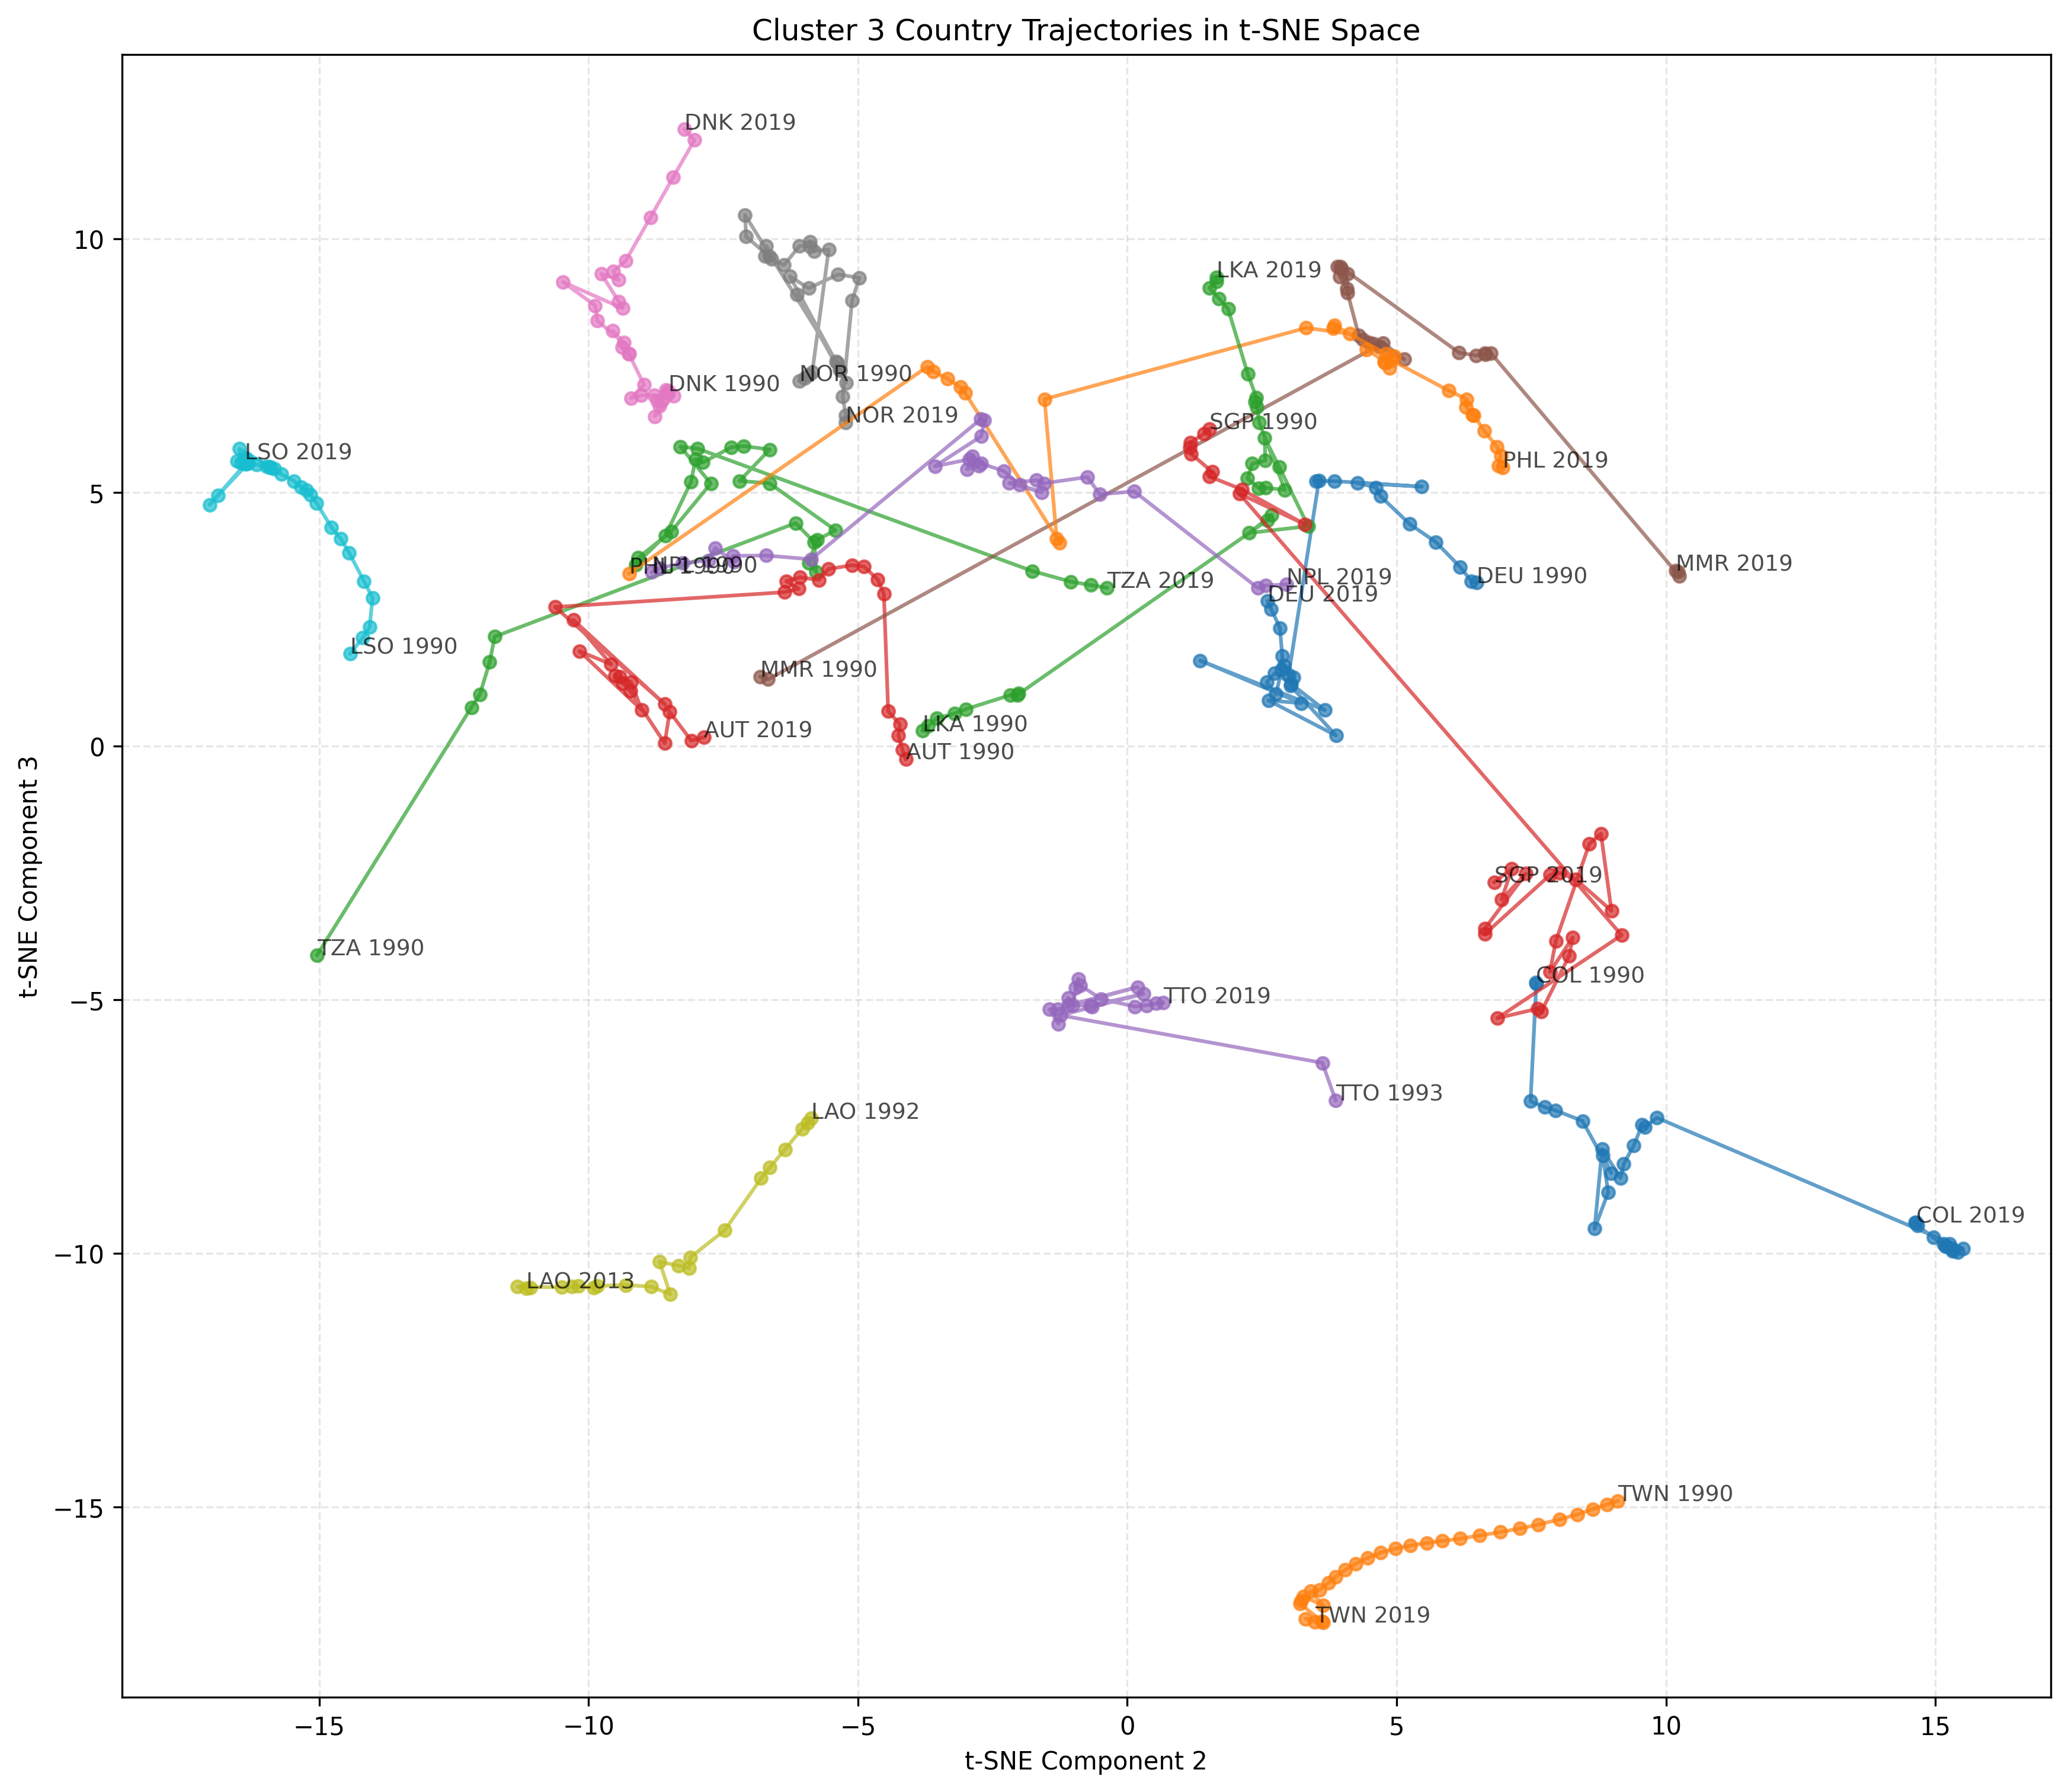 Cluster 3 Country Trajectories in t-SNE Space
DNK 2019
LKA 2019
NOR 1990
DNK 1990
NOR 2019
SGP 1990
LSO 2019
PHL 2019
PHL 1990
NPL 1990
TZA 2019
NPL 2019
DEU 2019
DEU 1990
MMR 2019
LSO 1990
MMR 1990
AUT 2019
LKA 1990
AUT 1990
SGP 2019
TZA 1990
COL 1990
TTO 2019
TTO 1993
LAO 1992
COL 2019
LAO 2013
TWN 1990
TWN 2019
10
5
0
−5
−10
−15
t-SNE Component 3
−15
−10
−5
0
5
10
15
t-SNE Component 2